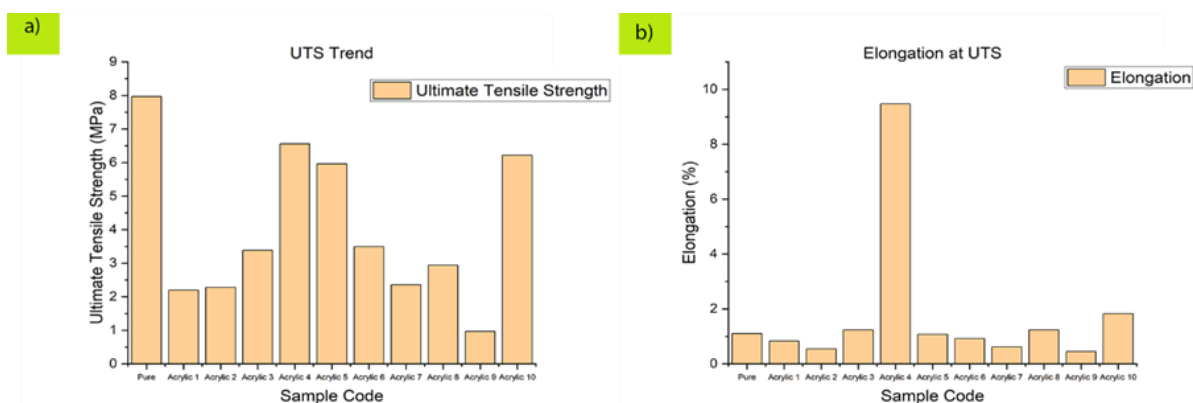 a)
UTS Trend
Ultimate Tensile Strength
Ultimate Tensile Strength (MPa)
9
8
7
6
5
4
3
2
1
0
Pure Acrylic 1 Acrylic 2 Acrylic 3 Acrylic 4 Acrylic 5 Acrylic 6 Acrylic 7 Acrylic 8 Acrylic 9 Acrylic 10
Sample Code
b)
Elongation at UTS
Elongation
Elongation (%)
10
8
6
4
2
0
Pure Acrylic 1 Acrylic 2 Acrylic 3 Acrylic 4 Acrylic 5 Acrylic 6 Acrylic 7 Acrylic 8 Acrylic 9 Acrylic 10
Sample Code